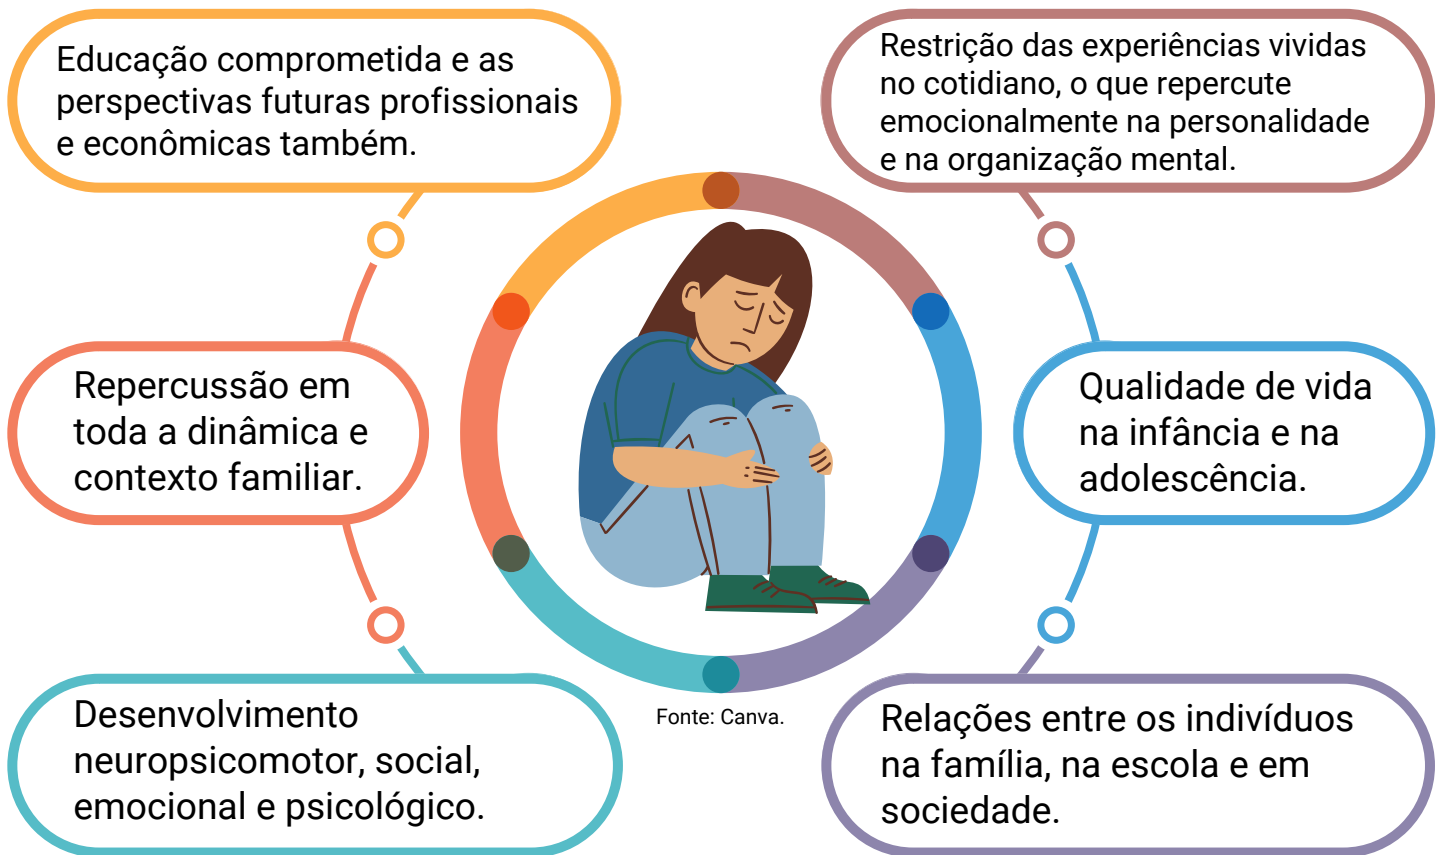 Educação comprometida e as
perspectivas futuras profissionais
e econômicas também.
Restrição das experiências vividas
no cotidiano, o que repercute
emocionalmente na personalidade
e na organização mental.
Repercussão em
toda a dinâmica e
contexto familiar.
Qualidade de vida
na infância e na
adolescência.
Desenvolvimento
neuropsicomotor, social,
emocional e psicológico.
Fonte: Canva.
Relações entre os indivíduos
na família, na escola e em
sociedade.